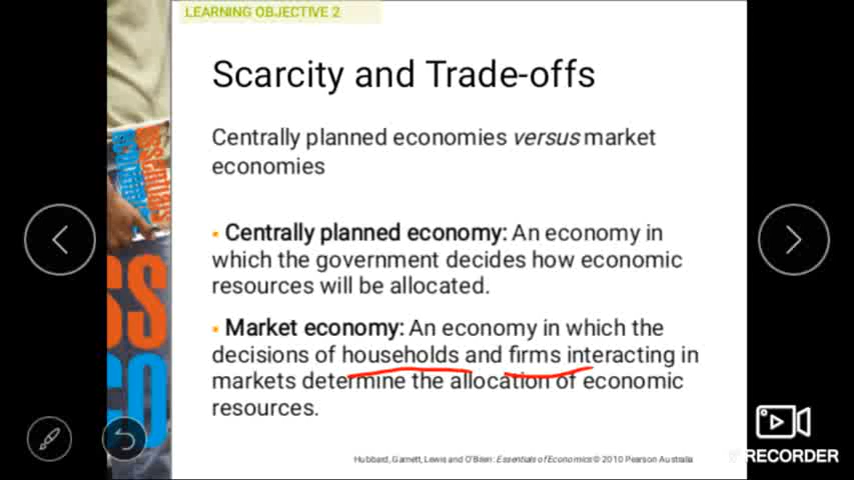 LEARNING OBJECTIVE 2
Scarcity and Trade-offs
Centrally planned economies versus market
economies
▪ Centrally planned economy: An economy in
which the government decides how economic
resources will be allocated.
▪ Market economy: An economy in which the
decisions of households and firms interacting in
markets determine the allocation of economic
resources.
Hubbard, Garnett, Lewis and O'Brien: Essentials of Economics © 2010 Pearson Australia
RECORDER